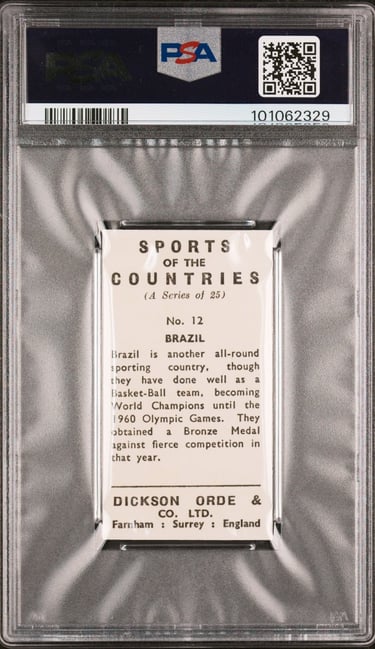 PSA
PSA
101062329
SPORTS
OF THE
COUNTRIES
(A Series of 25)
No. 12
BRAZIL
Brazil is another all-round
sporting country, though
they have done well as a
Basket-Ball team, becoming
World Champions until the
1960 Olympic Games. They
obtained a Bronze Medal
against fierce competition in
that year.
DICKSON ORDE &
CO. LTD.
Farnham : Surrey : England